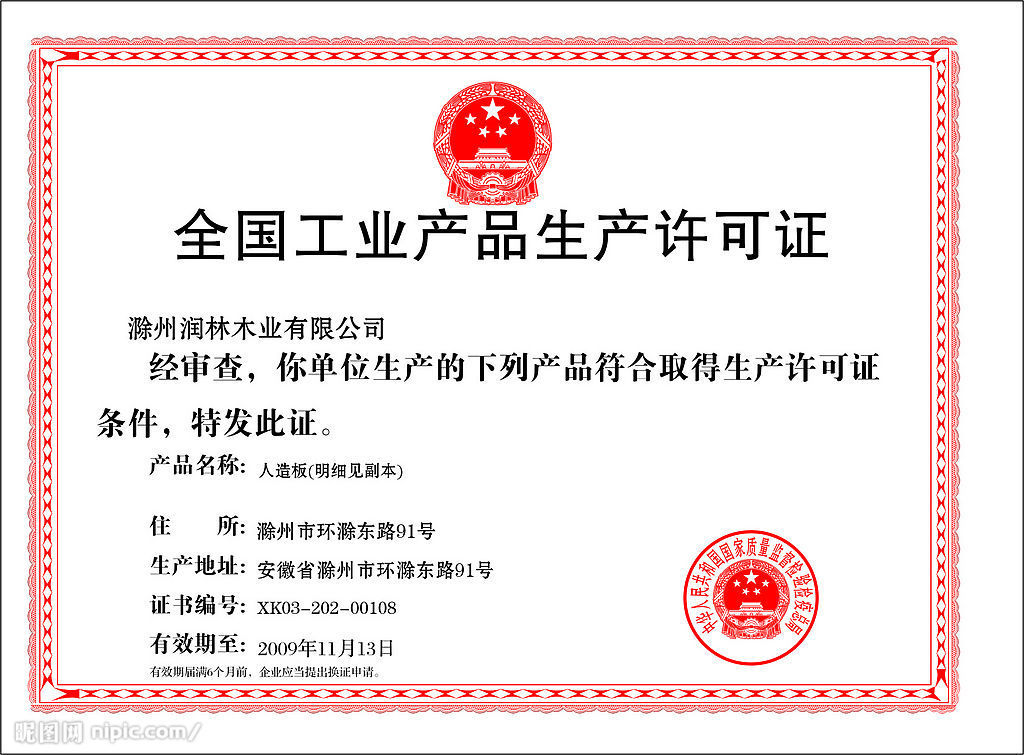 全国工业产品生产许可证
滁州润林木业有限公司
经审查，你单位生产的下列产品符合取得生产许可证
条件，特发此证。
产品名称: 人造板(明细见副本)
住 所: 滁州市环滁东路91号
生产地址: 安徽省滁州市环滁东路91号
证书编号: XK03-202-00108
有效期至: 2009年11月13日
有效期届满6个月前，企业应当提出换证申请。
中华人民共和国国家质量监督检验检疫总局
昵图网 nipic.com/